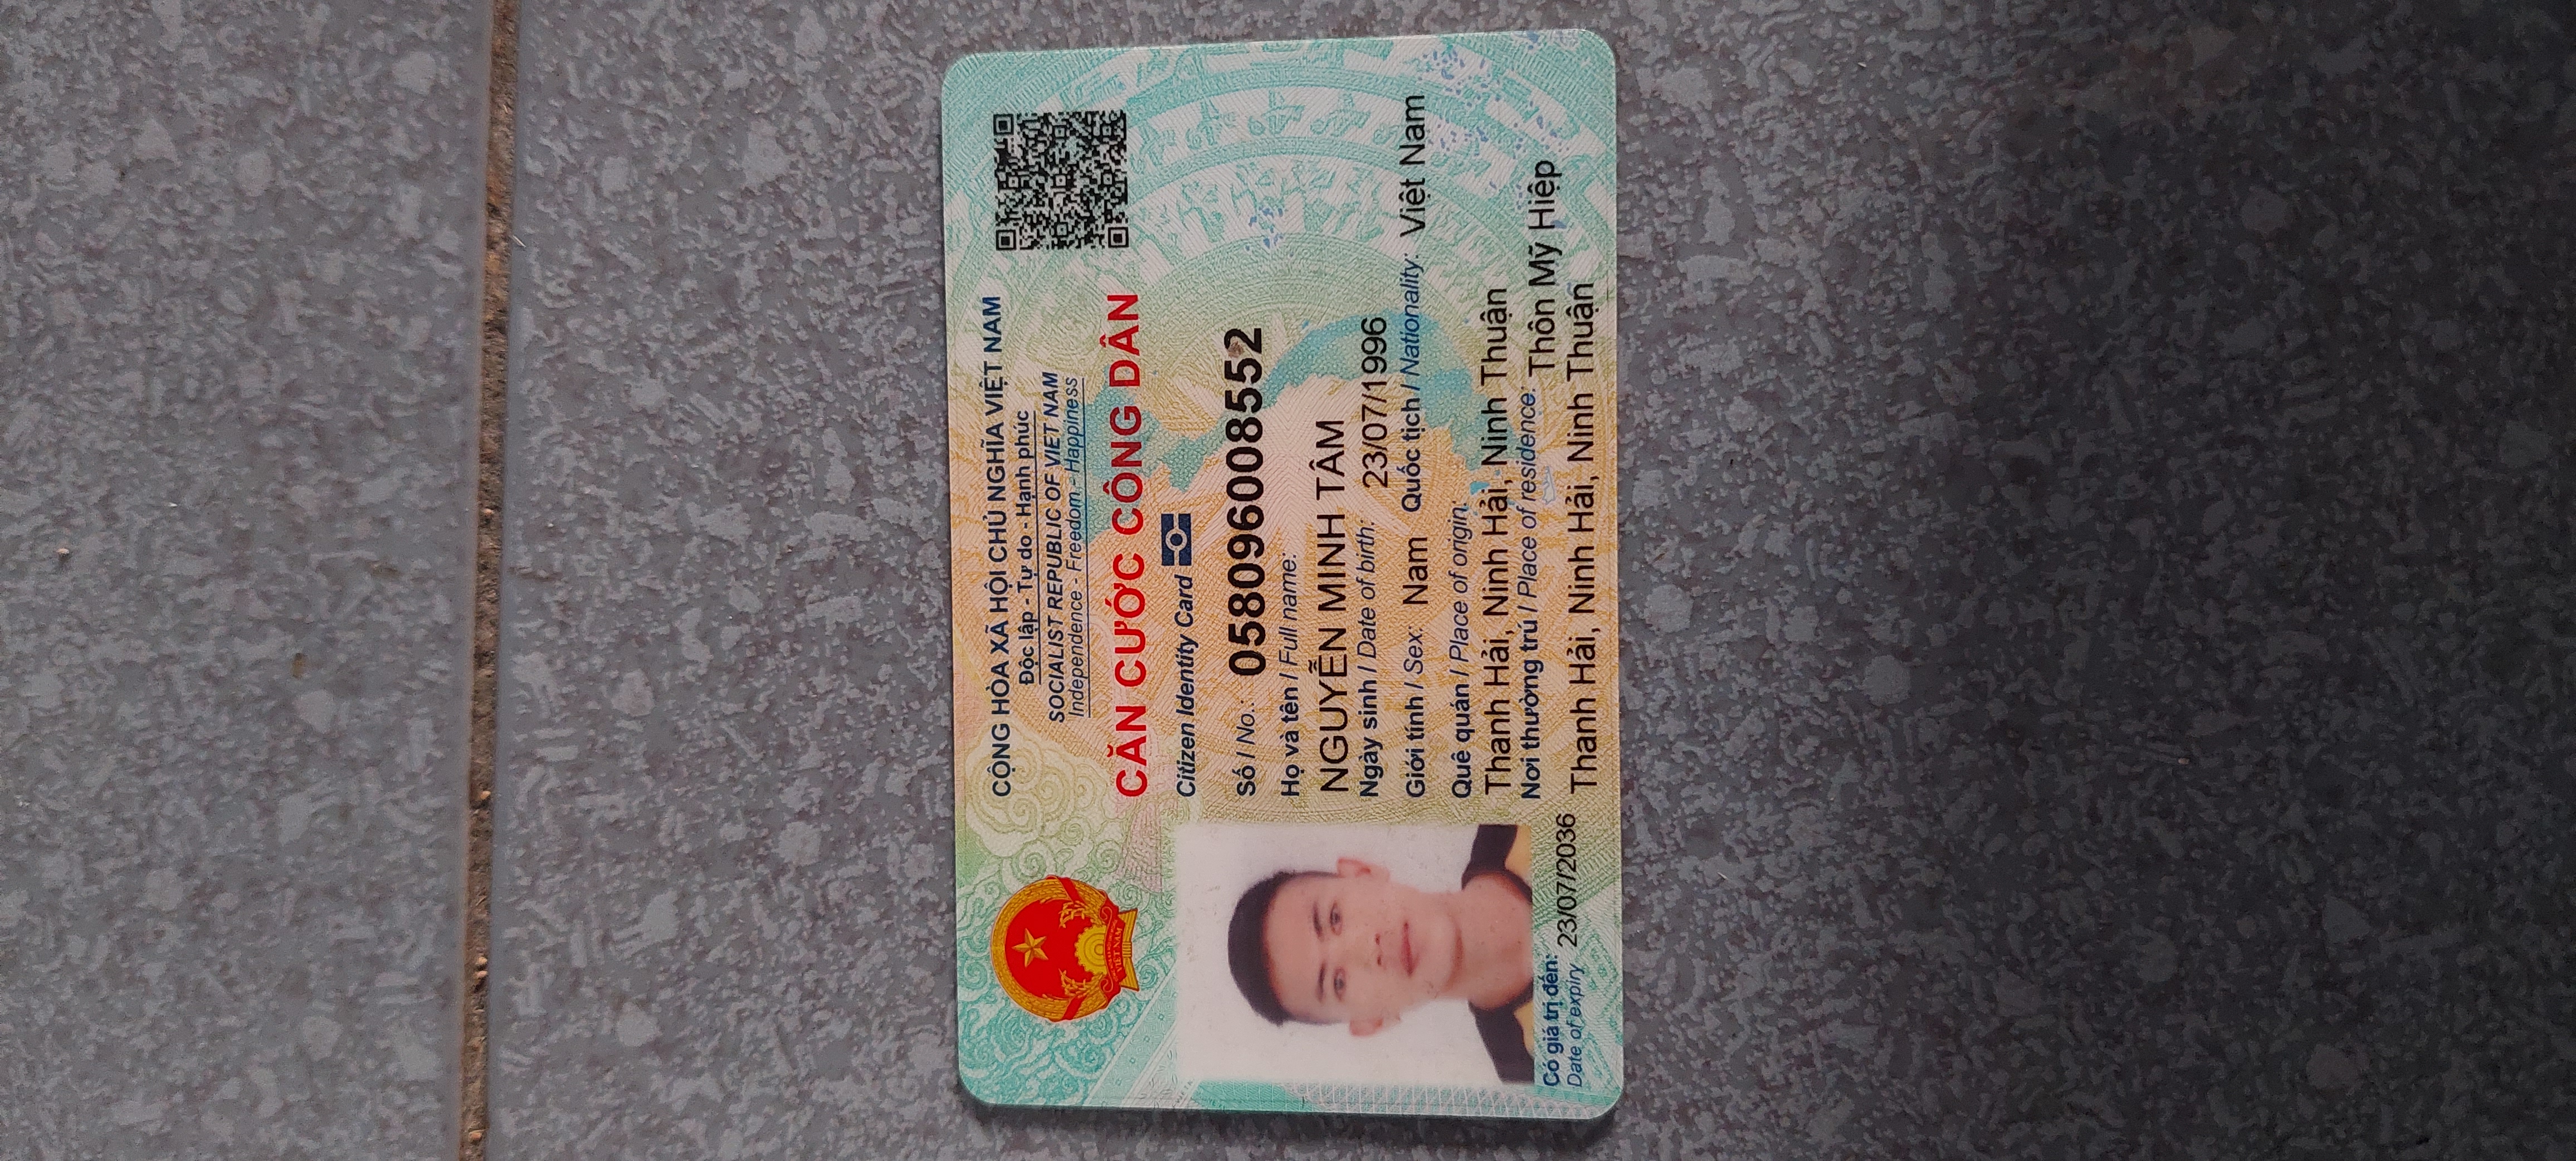 CỘNG HÒA XÃ HỘI CHỦ NGHĨA VIỆT NAM
Độc lập - Tự do - Hạnh phúc
SOCIALIST REPUBLIC OF VIET NAM
Independence - Freedom - Happiness
CĂN CƯỚC CÔNG DÂN
Citizen Identity Card
Số / No.: 058096008552
Họ và tên / Full name:
NGUYỄN MINH TÂM
Ngày sinh / Date of birth: 23/07/1996
Giới tính / Sex: Nam Quốc tịch / Nationality: Việt Nam
Quê quán / Place of origin:
Thanh Hải, Ninh Hải, Ninh Thuận
Nơi thường trú / Place of residence: Thôn Mỹ Hiệp
Thanh Hải, Ninh Hải, Ninh Thuận
Có giá trị đến: 23/07/2036
Date of expiry
VIỆT NAM